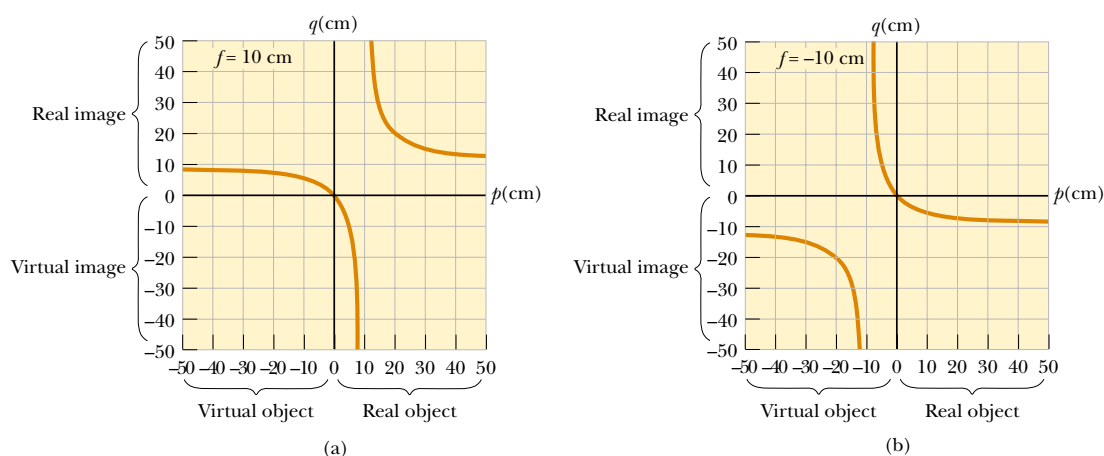 q(cm)
f = 10 cm
50
40
30
20
10
0
–10
–20
–30
–40
–50
Real image
Virtual image
p(cm)
–50 –40 –30 –20 –10 0 10 20 30 40 50
Virtual object Real object
(a)
q(cm)
f = –10 cm
50
40
30
20
10
0
–10
–20
–30
–40
–50
Real image
Virtual image
p(cm)
–50 –40 –30 –20 –10 0 10 20 30 40 50
Virtual object Real object
(b)